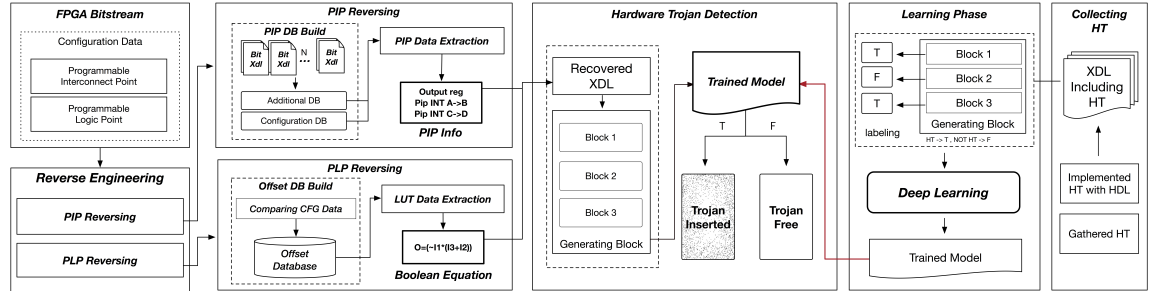 FPGA Bitstream
Configuration Data
Programmable
Interconnect Point
Programmable
Logic Point
Reverse Engineering
PIP Reversing
PLP Reversing
PIP Reversing
PIP DB Build
Bit
Xdl
Bit
Xdl
N
...
Bit
Xdl
Additional DB
Configuration DB
PIP Data Extraction
Output reg
Pip INT A->B
Pip INT C->D
PIP Info
PLP Reversing
Offset DB Build
Comparing CFG Data
Offset
Database
LUT Data Extraction
O=(~I1*(I3+I2))
Boolean Equation
Hardware Trojan Detection
Recovered
XDL
Block 1
Block 2
Block 3
Generating Block
Trained Model
T
F
Trojan
Inserted
Trojan
Free
Learning Phase
T
Block 1
F
Block 2
T
Block 3
labeling
Generating Block
HT -> T , NOT HT -> F
Deep Learning
Trained Model
Collecting
HT
XDL
Including
HT
Implemented
HT with HDL
Gathered HT